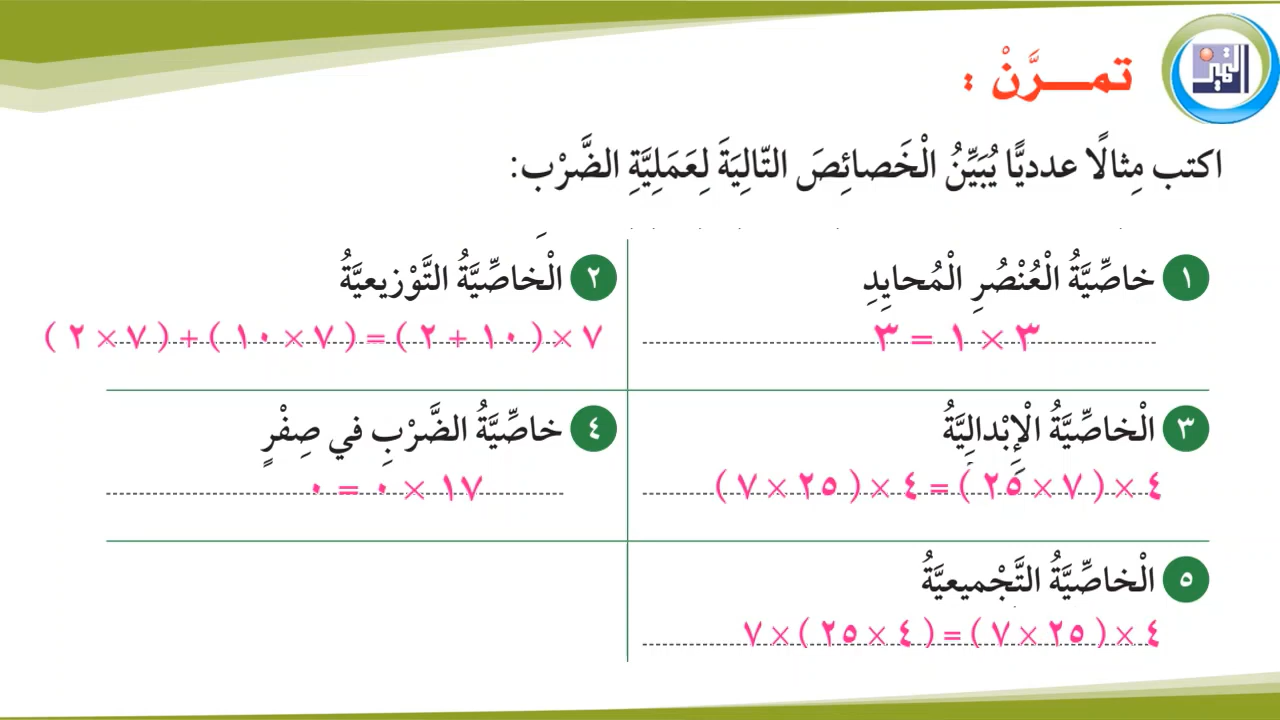 التميز
تمـــرَّنْ :
اكتب مِثالًا عدديًّا يُبَيِّنُ الْخَصائِصَ التّالِيَةَ لِعَمَلِيَّةِ الضَّرْبِ:
١ خاصِّيَّةُ الْعُنْصُرِ الْمُحايِدِ
٣ × ١ = ٣
٢ الْخاصِّيَّةُ التَّوْزيعيَّةُ
٧ × ( ١٠ + ٢ ) = ( ٧ × ١٠ ) + ( ٧ × ٢ )
٣ الْخاصِّيَّةُ الْإِبْدالِيَّةُ
٤ × ( ٧ × ٢٥ ) = ٤ × ( ٢٥ × ٧ )
٤ خاصِّيَّةُ الضَّرْبِ في صِفْرٍ
١٧ × ٠ = ٠
٥ الْخاصِّيَّةُ التَّجْميعيَّةُ
٤ × ( ٢٥ × ٧ ) = ( ٤ × ٢٥ ) × ٧